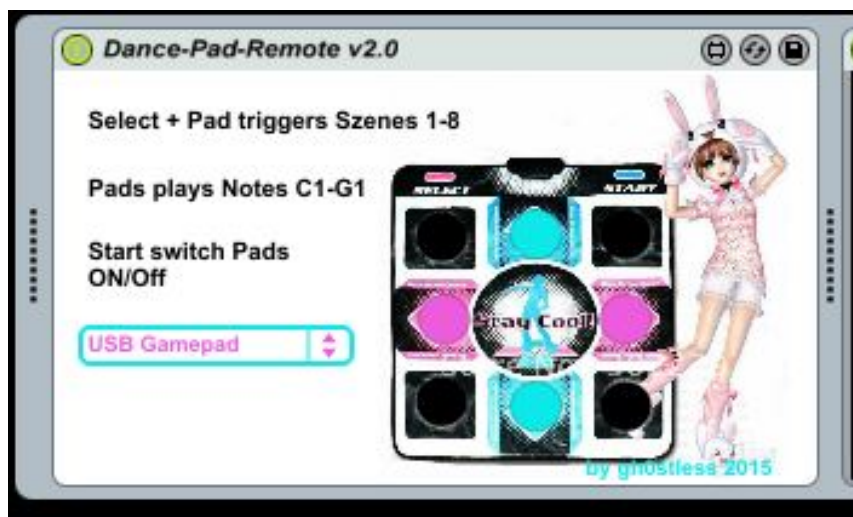 Dance-Pad-Remote v2.0
Select + Pad triggers Szenes 1-8
Pads plays Notes C1-G1
SELECT
START
Start switch Pads
ON/Off
Stay Cool!
USB Gamepad
by gh0stless 2015